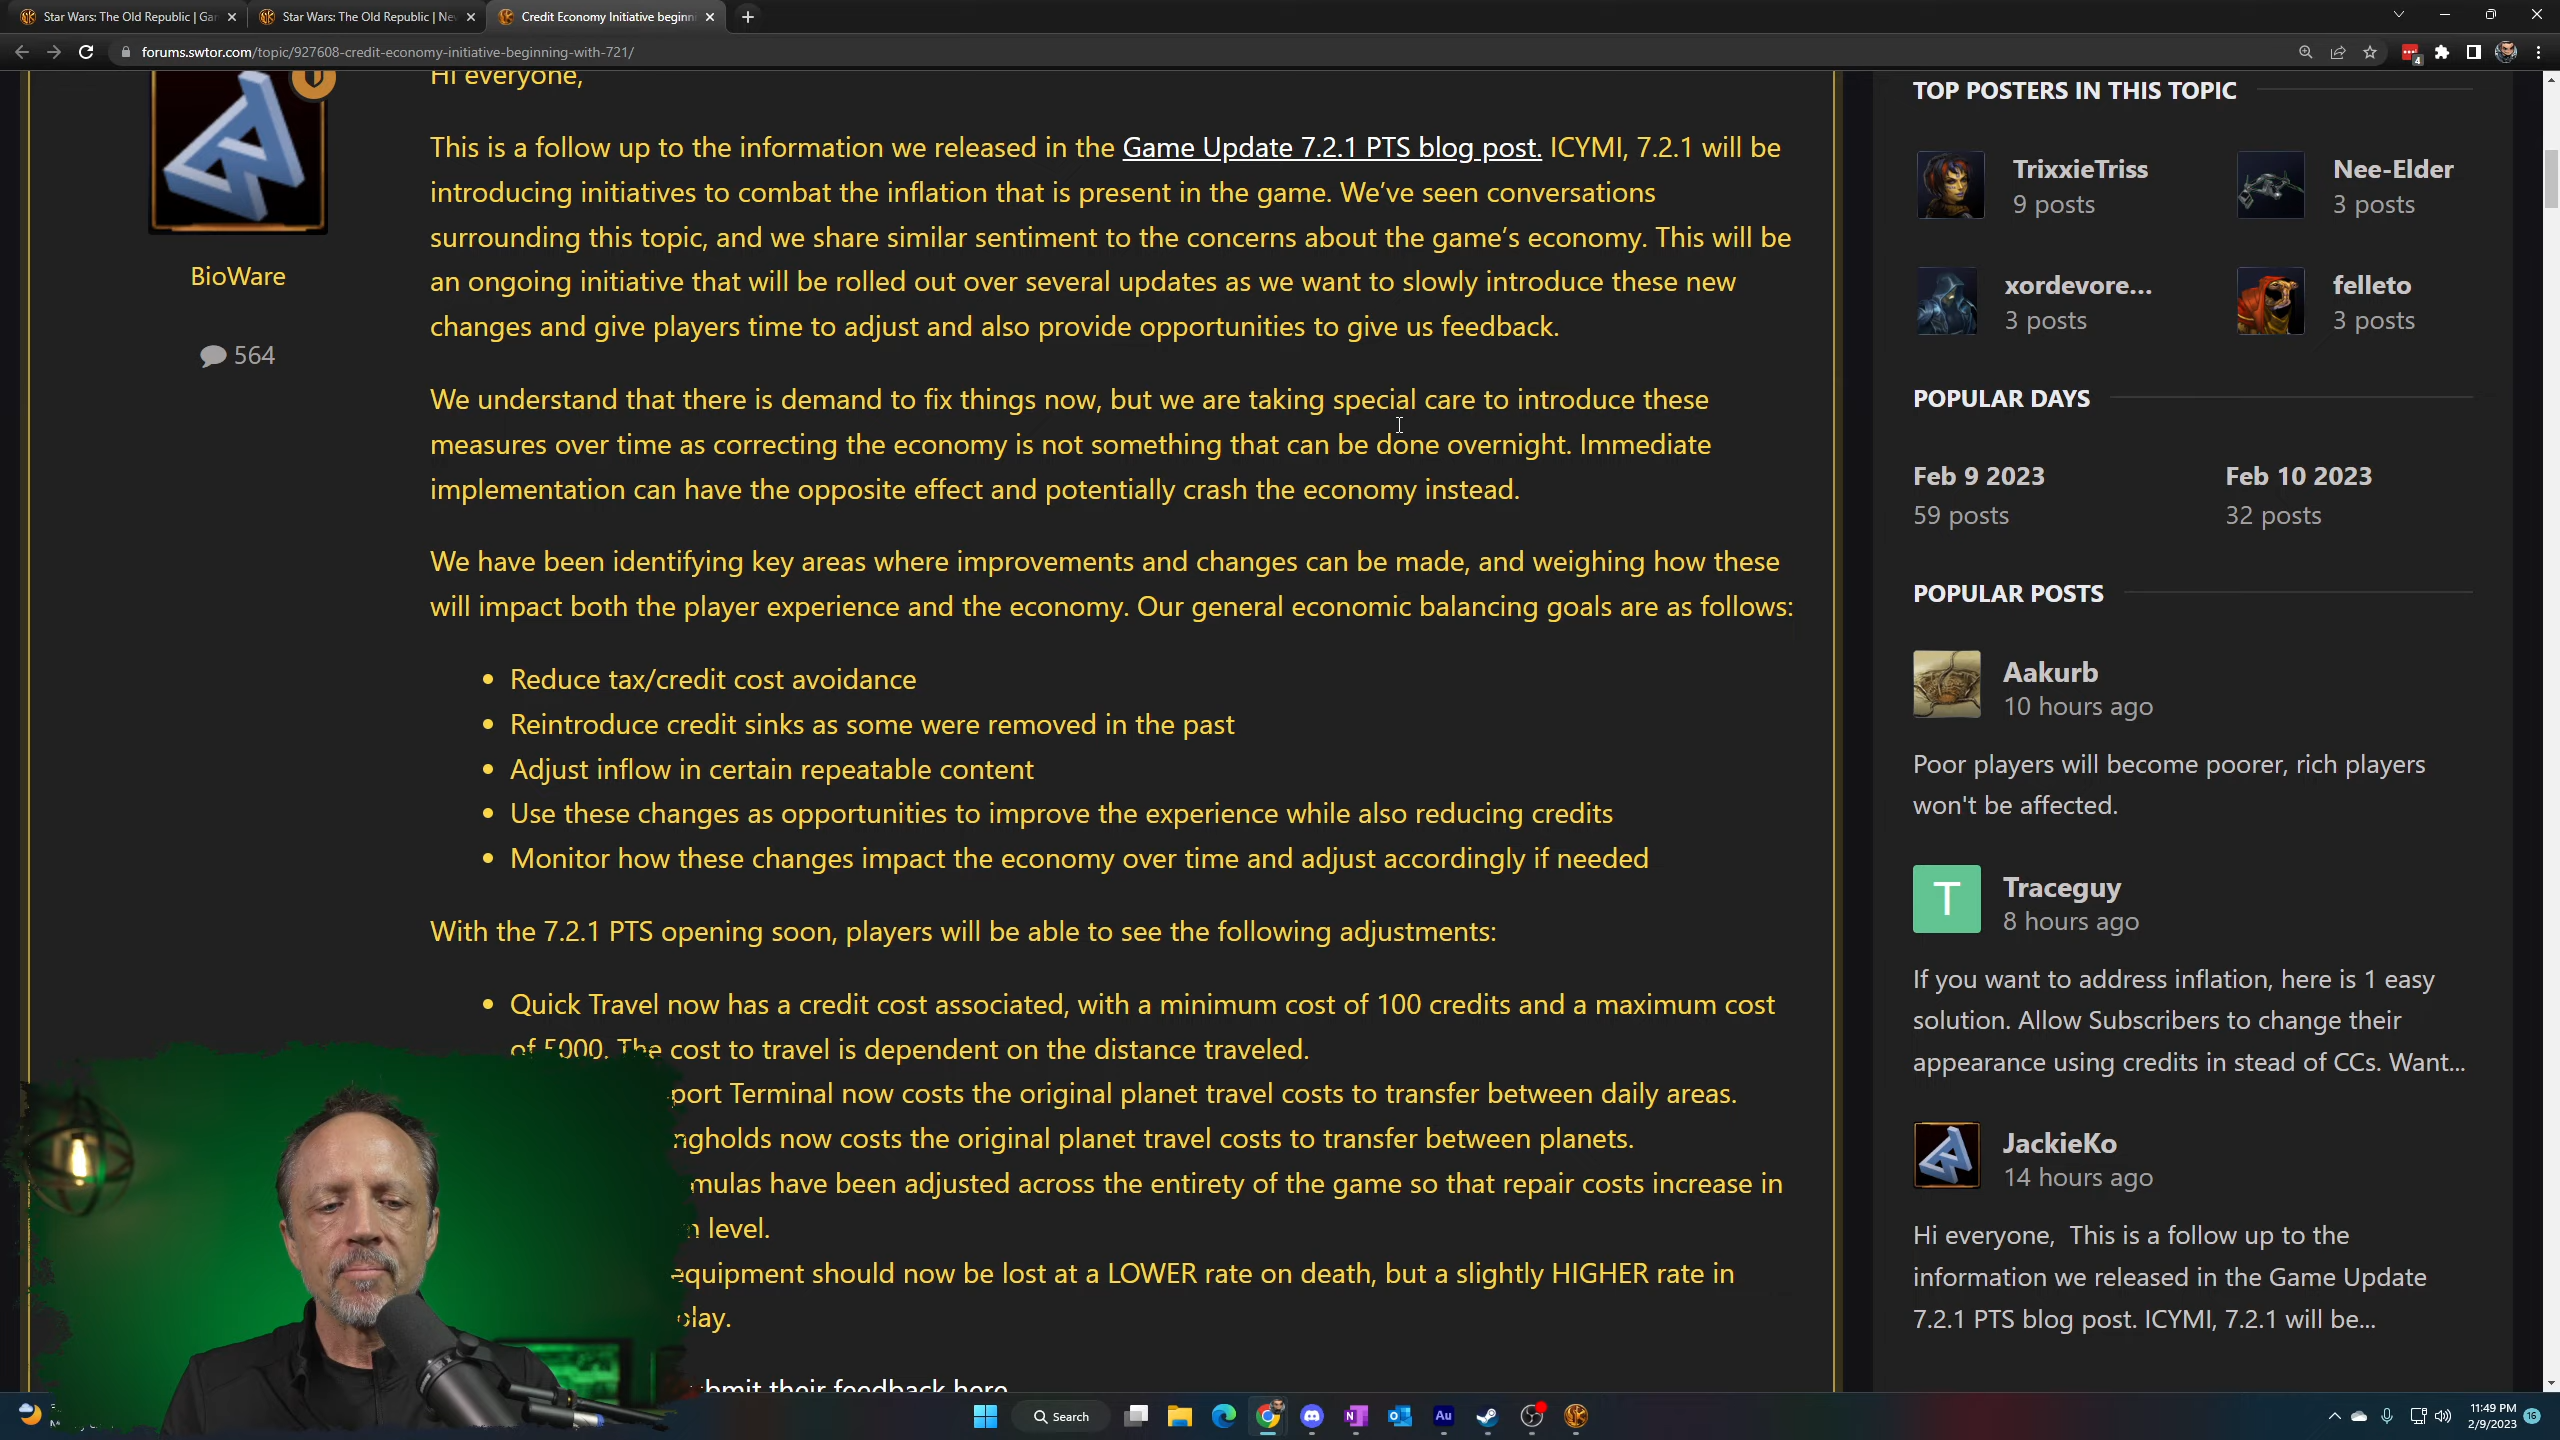 Star Wars: The Old Republic | Ga
Star Wars: The Old Republic | Ne
Credit Economy Initiative beginn
forums.swtor.com/topic/927608-credit-economy-initiative-beginning-with-721/
4
BioWare
564
Hi everyone,
This is a follow up to the information we released in the Game Update 7.2.1 PTS blog post. ICYMI, 7.2.1 will be
introducing initiatives to combat the inflation that is present in the game. We've seen conversations
surrounding this topic, and we share similar sentiment to the concerns about the game's economy. This will be
an ongoing initiative that will be rolled out over several updates as we want to slowly introduce these new
changes and give players time to adjust and also provide opportunities to give us feedback.
We understand that there is demand to fix things now, but we are taking special care to introduce these
measures over time as correcting the economy is not something that can be done overnight. Immediate
implementation can have the opposite effect and potentially crash the economy instead.
We have been identifying key areas where improvements and changes can be made, and weighing how these
will impact both the player experience and the economy. Our general economic balancing goals are as follows:
• Reduce tax/credit cost avoidance
• Reintroduce credit sinks as some were removed in the past
• Adjust inflow in certain repeatable content
• Use these changes as opportunities to improve the experience while also reducing credits
• Monitor how these changes impact the economy over time and adjust accordingly if needed
With the 7.2.1 PTS opening soon, players will be able to see the following adjustments:
• Quick Travel now has a credit cost associated, with a minimum cost of 100 credits and a maximum cost
of 5000. The cost to travel is dependent on the distance traveled.
port Terminal now costs the original planet travel costs to transfer between daily areas.
ngholds now costs the original planet travel costs to transfer between planets.
mulas have been adjusted across the entirety of the game so that repair costs increase in
level.
equipment should now be lost at a LOWER rate on death, but a slightly HIGHER rate in
play.
ubmit their feedback here
TOP POSTERS IN THIS TOPIC
TrixxieTriss
9 posts
Nee-Elder
3 posts
xordevore...
3 posts
felleto
3 posts
POPULAR DAYS
Feb 9 2023
59 posts
Feb 10 2023
32 posts
POPULAR POSTS
Aakurb
10 hours ago
Poor players will become poorer, rich players
won't be affected.
T
Traceguy
8 hours ago
If you want to address inflation, here is 1 easy
solution. Allow Subscribers to change their
appearance using credits in stead of CCs. Want...
JackieKo
14 hours ago
Hi everyone, This is a follow up to the
information we released in the Game Update
7.2.1 PTS blog post. ICYMI, 7.2.1 will be...
Search
Au
11:49 PM
2/9/2023
16